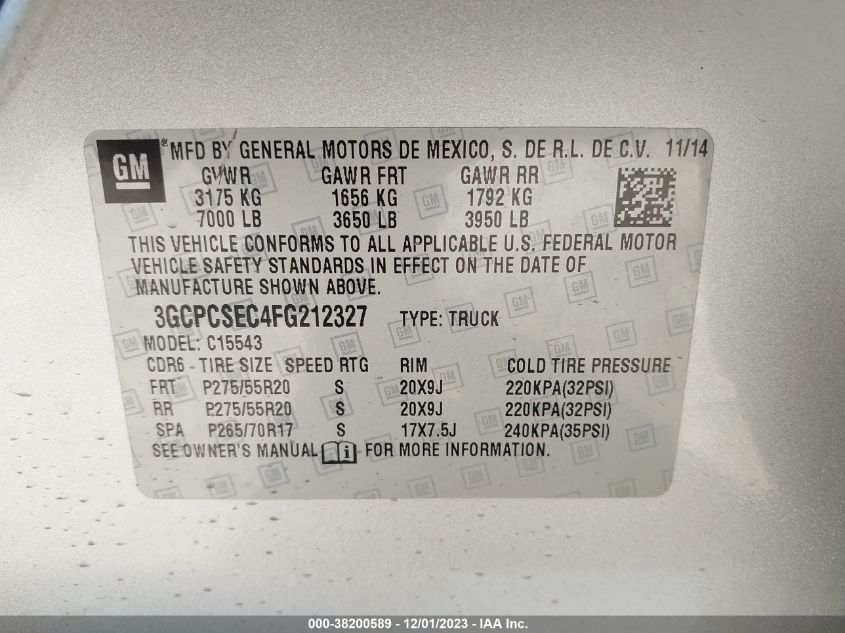 GM ® MFD BY GENERAL MOTORS DE MEXICO, S. DE R.L. DE C.V. 11/14
GVWR GAWR FRT GAWR RR
3175 KG 1656 KG 1792 KG
7000 LB 3650 LB 3950 LB
THIS VEHICLE CONFORMS TO ALL APPLICABLE U.S. FEDERAL MOTOR
VEHICLE SAFETY STANDARDS IN EFFECT ON THE DATE OF
MANUFACTURE SHOWN ABOVE.
3GCPCSEC4FG212327 TYPE: TRUCK
MODEL: C15543
CDR6 - TIRE SIZE SPEED RTG RIM COLD TIRE PRESSURE
FRT P275/55R20 S 20X9J 220KPA(32PSI)
RR P275/55R20 S 20X9J 220KPA(32PSI)
SPA P265/70R17 S 17X7.5J 240KPA(35PSI)
SEE OWNER'S MANUAL i FOR MORE INFORMATION.
000-38200589 - 12/01/2023 - IAA Inc.